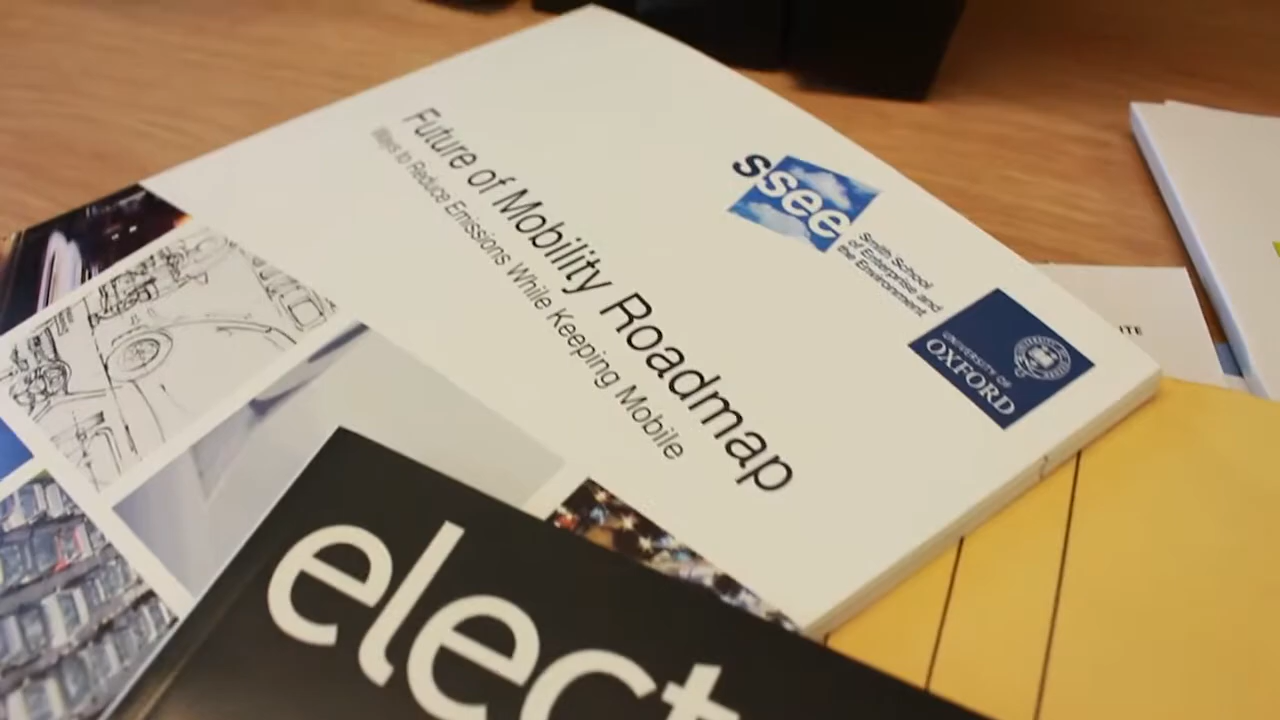 Future of Mobility Roadmap
Ways to Reduce Emissions While Keeping Mobile
ssee
Smith School
of Enterprise and
the Environment
UNIVERSITY OF
OXFORD
ITE
elect